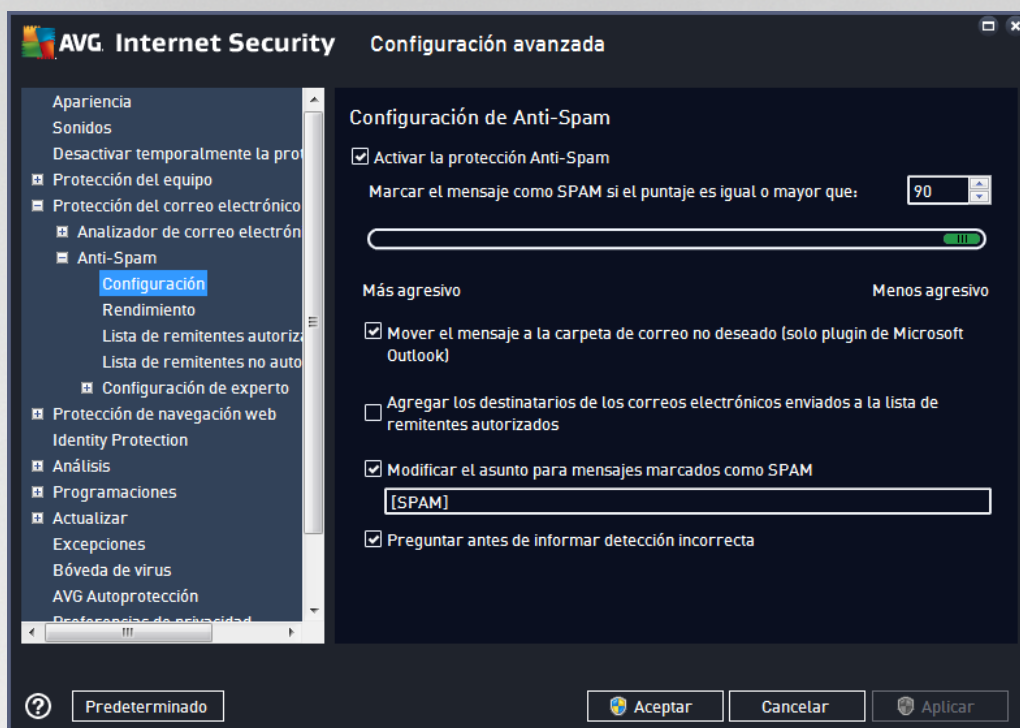 AVG. Internet Security
Configuración avanzada
Apariencia
Sonidos
Desactivar temporalmente la
Protección del equipo
Protección del correo electrónico
Analizador de correo
Anti-Spam
Configuración
Rendimiento
Lista de remitentes
Lista de remitentes no
Configuración de experto
Protección de navegación web
Identity Protection
Análisis
Programaciones
Actualizar
Excepciones
Bóveda de virus
AVG Autoprotección
Preferencias de privacidad
Configuración de Anti-Spam
Activar la protección Anti-Spam
Marcar el mensaje como SPAM si el puntaje es igual o mayor que:
90
Más agresivo
Menos agresivo
Mover el mensaje a la carpeta de correo no deseado (solo plugin de Microsoft
Outlook)
Agregar los destinatarios de los correos electrónicos enviados a la lista de
remitentes autorizados
Modificar el asunto para mensajes marcados como SPAM
[SPAM]
Preguntar antes de informar detección incorrecta
?
Predeterminado
Aceptar
Cancelar
Aplicar